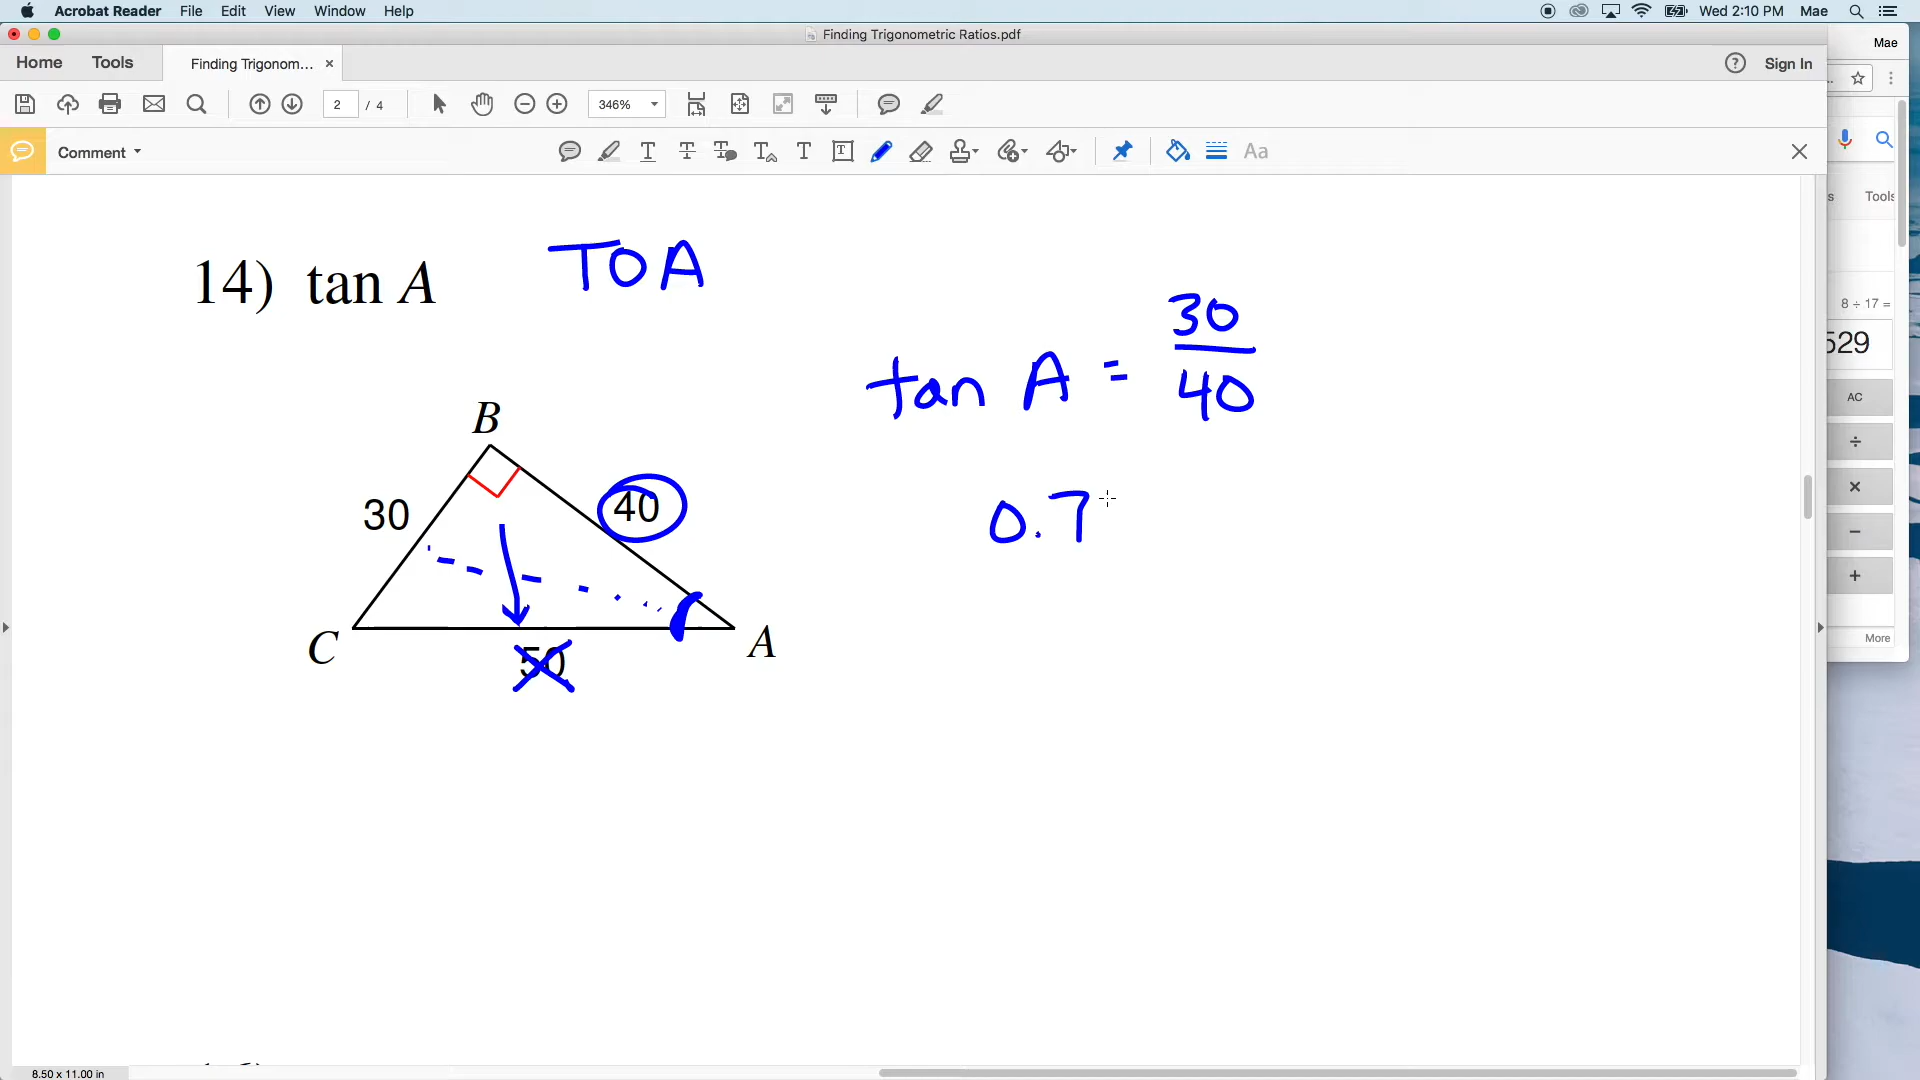 Acrobat Reader File Edit View Window Help Wed 2:10 PM Mae
Finding Trigonometric Ratios.pdf
Mae
Home Tools Finding Trigonom... × Sign In
2 / 4 346%
Comment Aa
Tools
14) tan A TOA
8 ÷ 17 =
529
tan A = 30
40
AC
÷
×
−
+
More
B
30 40
0.7
C A
50
8.50 x 11.00 in